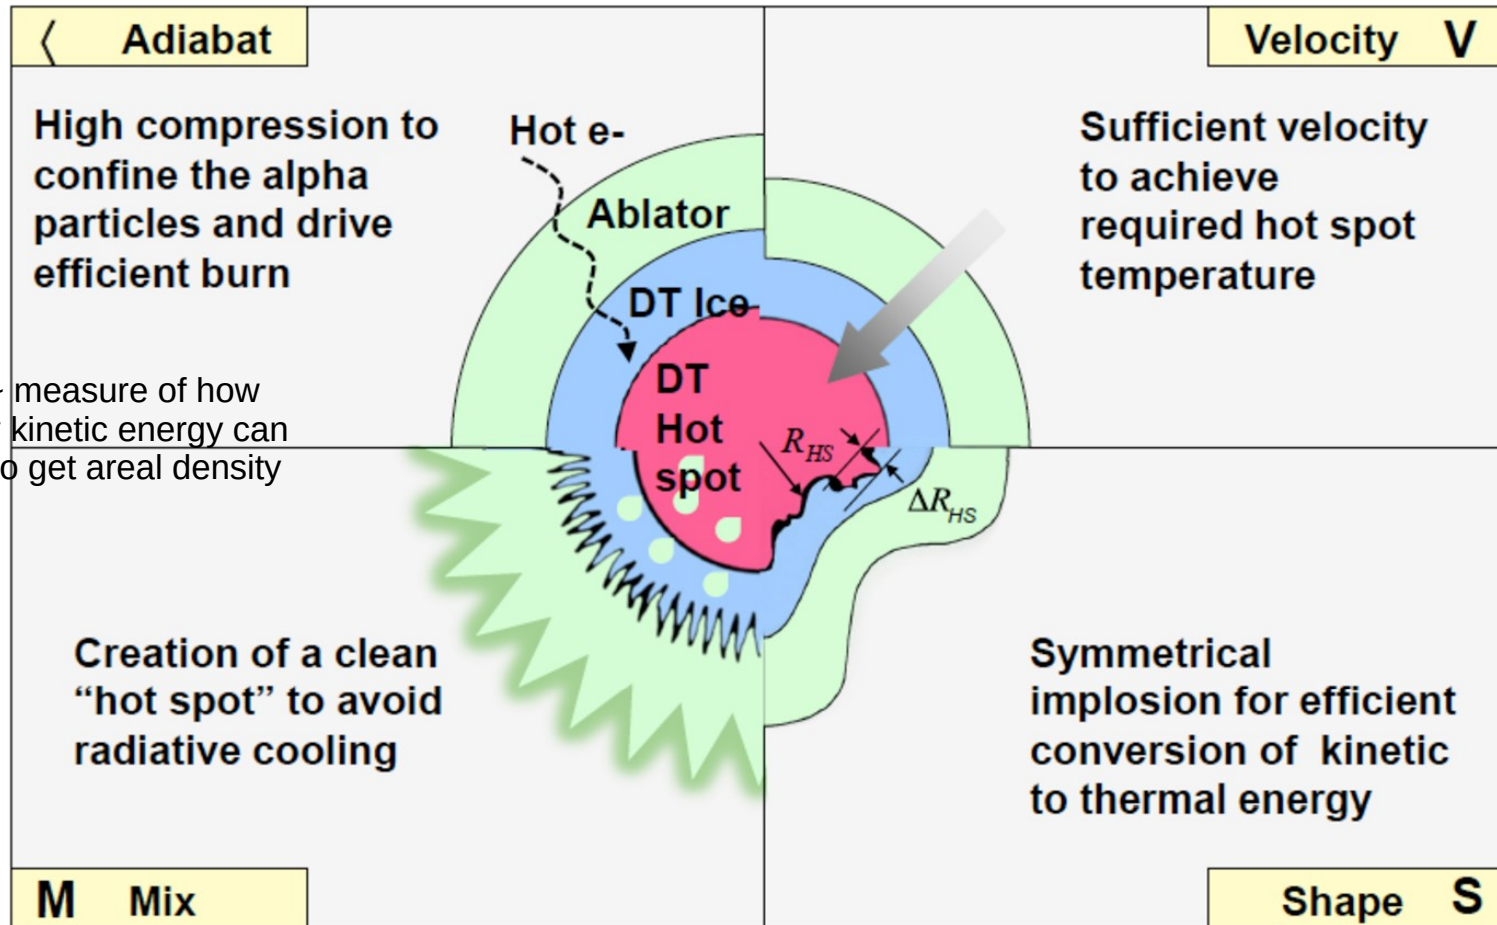 ⟨ Adiabat
High compression to
confine the alpha
particles and drive
efficient burn
Velocity V
Sufficient velocity
to achieve
required hot spot
temperature
Hot e-
Ablator
DT Ice
DT
Hot
spot
R_HS
ΔR_HS
measure of how
kinetic energy can
o get areal density
Creation of a clean
“hot spot” to avoid
radiative cooling
M Mix
Symmetrical
implosion for efficient
conversion of kinetic
to thermal energy
Shape S